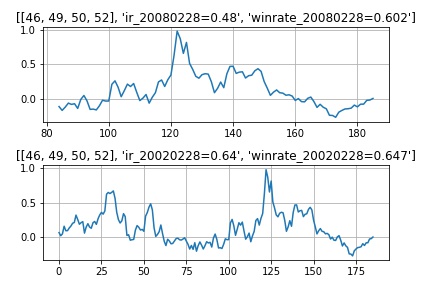 [[46, 49, 50, 52], 'ir_20080228=0.48', 'winrate_20080228=0.602']
1.0
0.5
0.0
80 100 120 140 160 180
[[46, 49, 50, 52], 'ir_20020228=0.64', 'winrate_20020228=0.647']
1.0
0.5
0.0
0 25 50 75 100 125 150 175